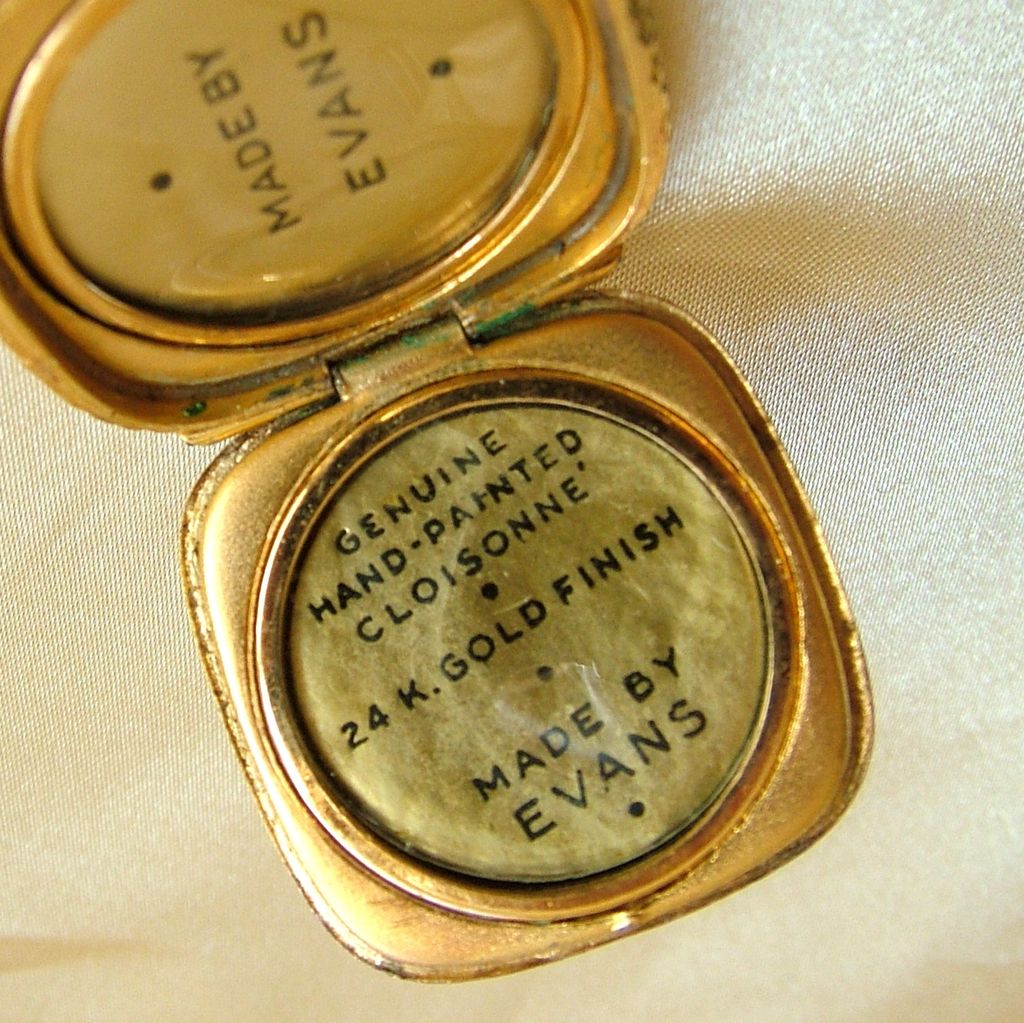 MADE BY
EVANS
GENUINE
HAND-PAINTED
CLOISONNE'
24 K. GOLD FINISH
MADE BY
EVANS